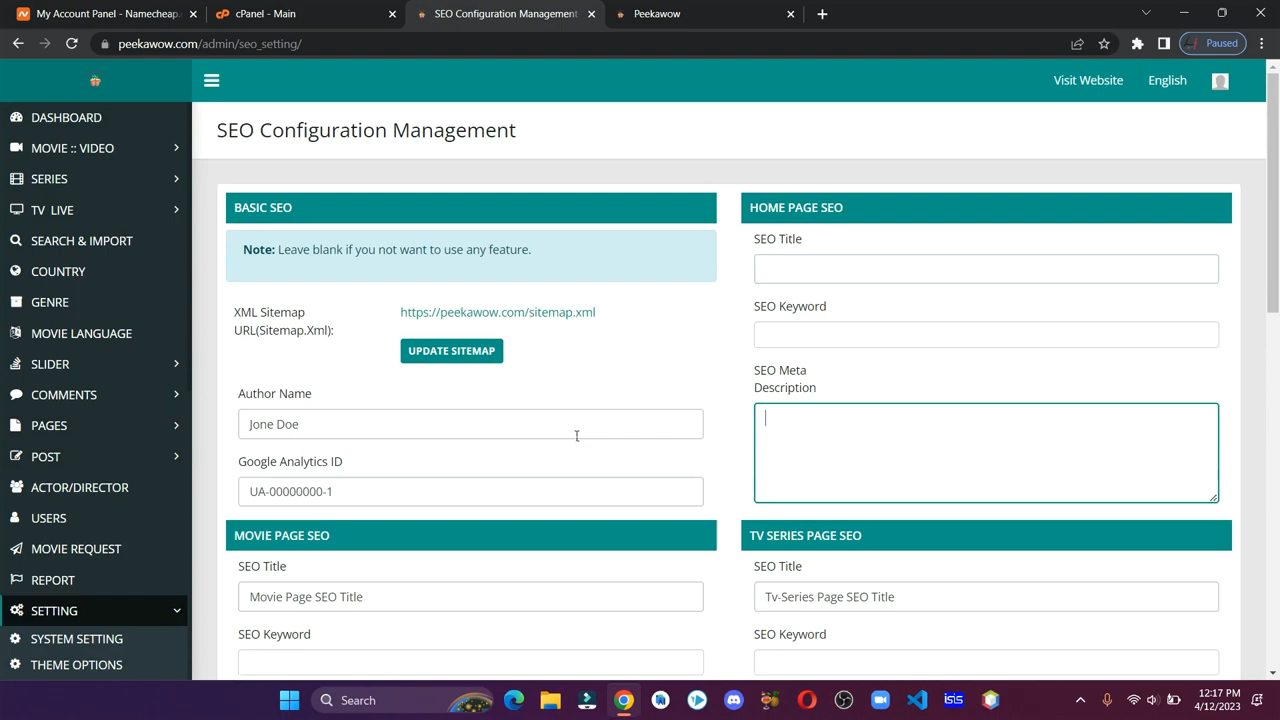 My Account Panel - Namecheap.
cPanel - Main
SEO Configuration Management
Peekawow
peekawow.com/admin/seo_setting/
Paused
Visit Website
English
DASHBOARD
MOVIE :: VIDEO
SERIES
TV LIVE
SEARCH & IMPORT
COUNTRY
GENRE
MOVIE LANGUAGE
SLIDER
COMMENTS
PAGES
POST
ACTOR/DIRECTOR
USERS
MOVIE REQUEST
REPORT
SETTING
SYSTEM SETTING
THEME OPTIONS
SEO Configuration Management
BASIC SEO
Note: Leave blank if you not want to use any feature.
XML Sitemap
URL(Sitemap.Xml):
https://peekawow.com/sitemap.xml
UPDATE SITEMAP
Author Name
Jone Doe
Google Analytics ID
UA-00000000-1
HOME PAGE SEO
SEO Title
SEO Keyword
SEO Meta
Description
MOVIE PAGE SEO
SEO Title
Movie Page SEO Title
SEO Keyword
TV SERIES PAGE SEO
SEO Title
Tv-Series Page SEO Title
SEO Keyword
Search
isis
12:17 PM
4/12/2023